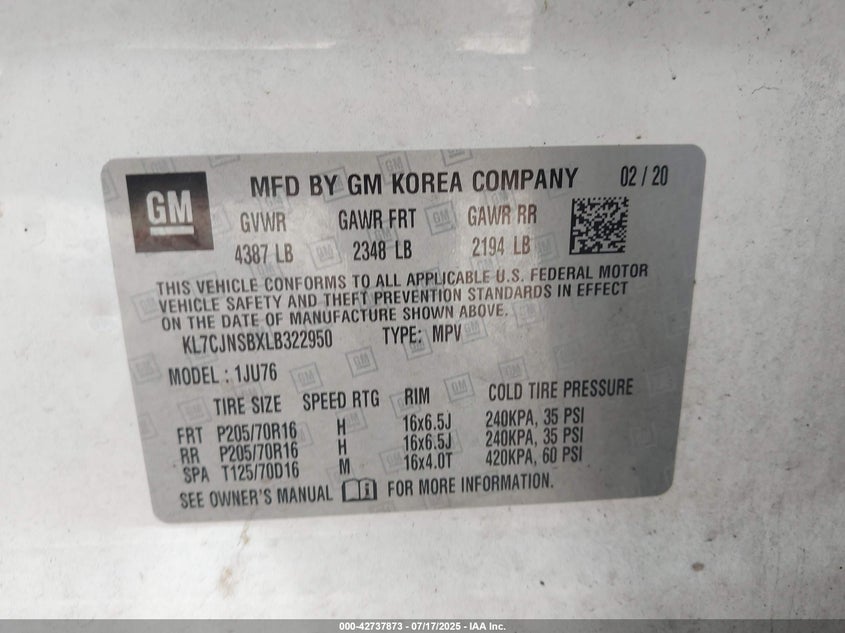 GM
MFD BY GM KOREA COMPANY 02 / 20
GVWR GAWR FRT GAWR RR
4387 LB 2348 LB 2194 LB
THIS VEHICLE CONFORMS TO ALL APPLICABLE U.S. FEDERAL MOTOR
VEHICLE SAFETY AND THEFT PREVENTION STANDARDS IN EFFECT
ON THE DATE OF MANUFACTURE SHOWN ABOVE.
KL7CJNSBXLB322950 TYPE: MPV
MODEL : 1JU76
TIRE SIZE SPEED RTG RIM COLD TIRE PRESSURE
FRT P205/70R16 H 16x6.5J 240KPA, 35 PSI
RR P205/70R16 H 16x6.5J 240KPA, 35 PSI
SPA T125/70D16 M 16x4.0T 420KPA, 60 PSI
SEE OWNER'S MANUAL FOR MORE INFORMATION.
000-42737873 - 07/17/2025 - IAA Inc.